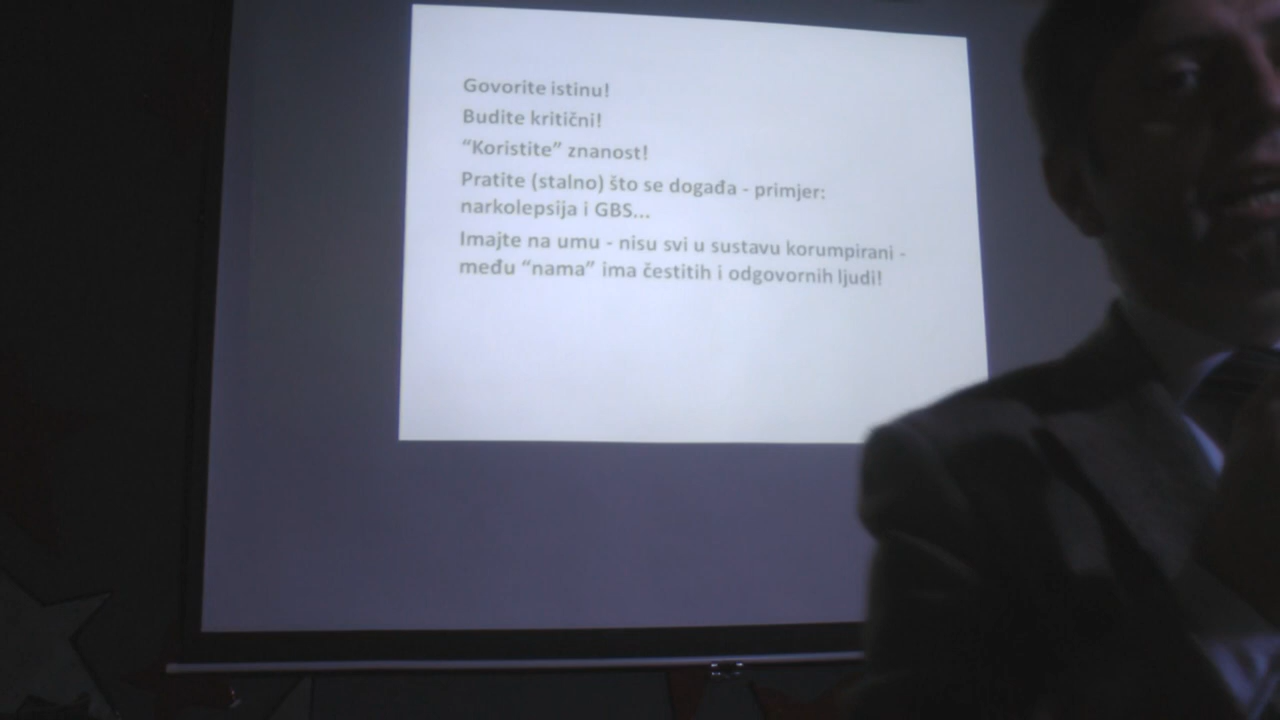 Govorite istinu!
Budite kritični!
“Koristite” znanost!
Pratite (stalno) što se događa - primjer:
narkolepsija i GBS...
Imajte na umu - nisu svi u sustavu korumpirani -
među “nama” ima čestitih i odgovornih ljudi!